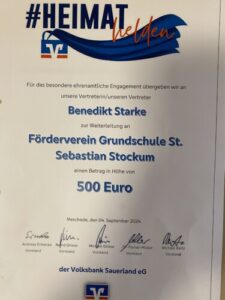 #HEIMAT
helden
Für das besondere ehrenamtliche Engagement übergeben wir an
unsere Vertreterin/unseren Vertreter
Benedikt Starke
zur Weiterleitung an
Förderverein Grundschule St.
Sebastian Stockum
einen Betrag in Höhe von
500 Euro
Meschede, den 04. September 2024
Vorstand Vorstand Vorstand Vorstand Vorstand
der Volksbank Sauerland eG